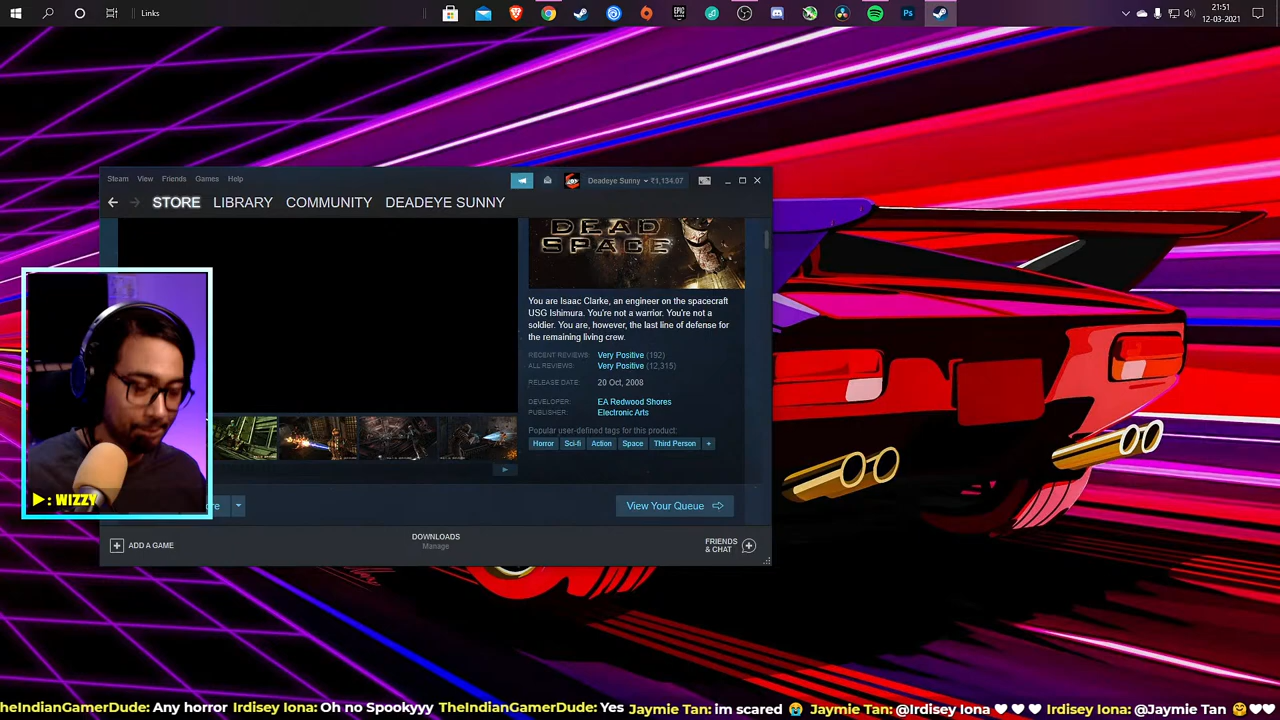 Links
EPIC GAMES
Ps
21:51
12-03-2021
Steam View Friends Games Help
Deadeye Sunny ₹1,134.07
STORE LIBRARY COMMUNITY DEADEYE SUNNY
DEAD
SPACE
You are Isaac Clarke, an engineer on the spacecraft
USG Ishimura. You're not a warrior. You're not a
soldier. You are, however, the last line of defense for
the remaining living crew.
RECENT REVIEWS: Very Positive (192)
ALL REVIEWS: Very Positive (12,315)
RELEASE DATE: 20 Oct, 2008
DEVELOPER: EA Redwood Shores
PUBLISHER: Electronic Arts
Popular user-defined tags for this product:
Horror Sci-fi Action Space Third Person +
▶: WIZZY
View Your Queue
ADD A GAME
DOWNLOADS
Manage
FRIENDS
& CHAT
TheIndianGamerDude: Any horror Irdisey Iona: Oh no Spookyyy TheIndianGamerDude: Yes Jaymie Tan: im scared 😭 Jaymie Tan: @Irdisey Iona ❤ ❤ ❤ Irdisey Iona: @Jaymie Tan 🤗❤❤